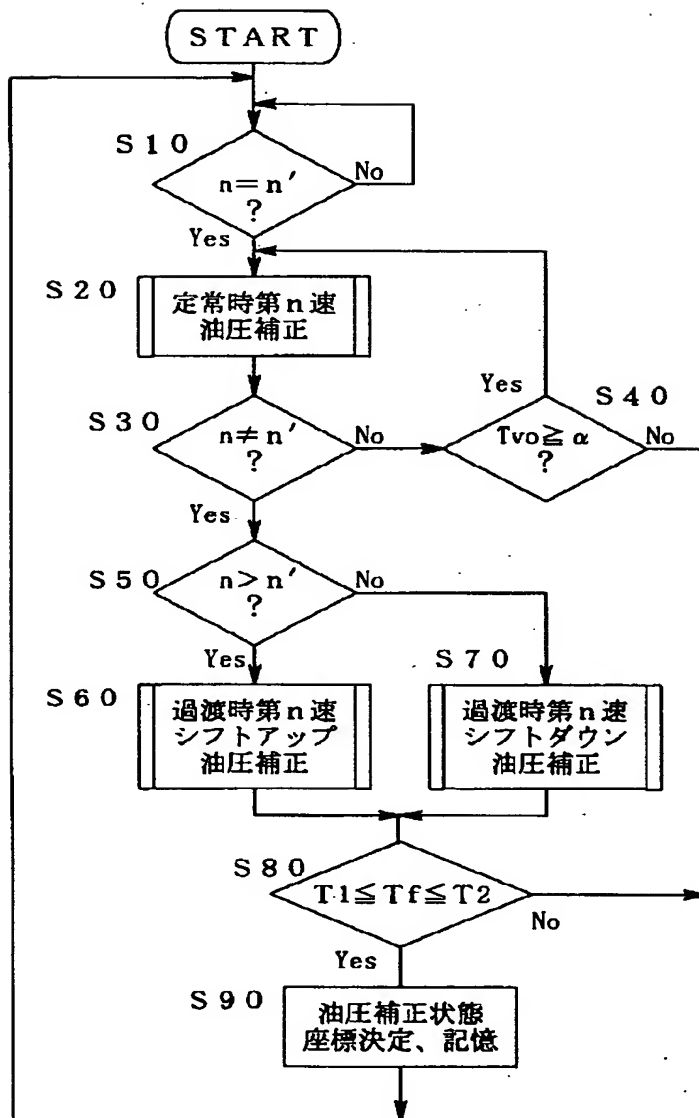 START
S10
n=n'
?
No
Yes
S20
定常時第n速
油圧補正
S30
n≠n'
?
No
Yes
S40
Tvo≧α
?
Yes
No
S50
n>n'
?
No
Yes
S60
過渡時第n速
シフトアップ
油圧補正
S70
過渡時第n速
シフトダウン
油圧補正
S80
T1≦Tf≦T2
No
Yes
S90
油圧補正状態
座標決定、記憶